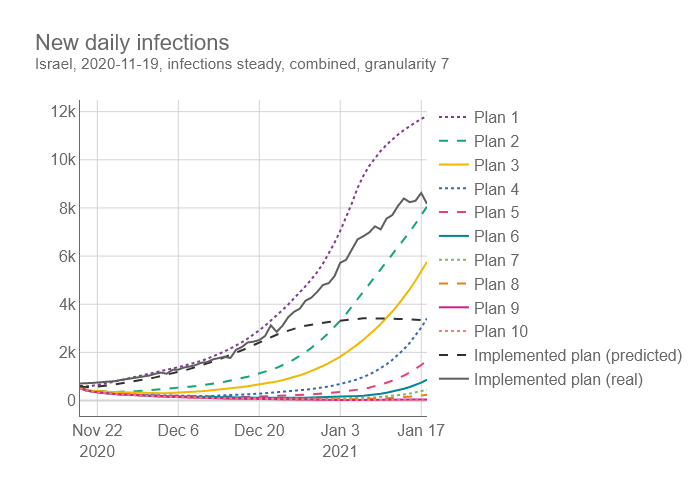 New daily infections
Israel, 2020-11-19, infections steady, combined, granularity 7
12k
10k
8k
6k
4k
2k
0
Nov 22
2020
Dec 6
Dec 20
Jan 3
2021
Jan 17
Plan 1
Plan 2
Plan 3
Plan 4
Plan 5
Plan 6
Plan 7
Plan 8
Plan 9
Plan 10
Implemented plan (predicted)
Implemented plan (real)